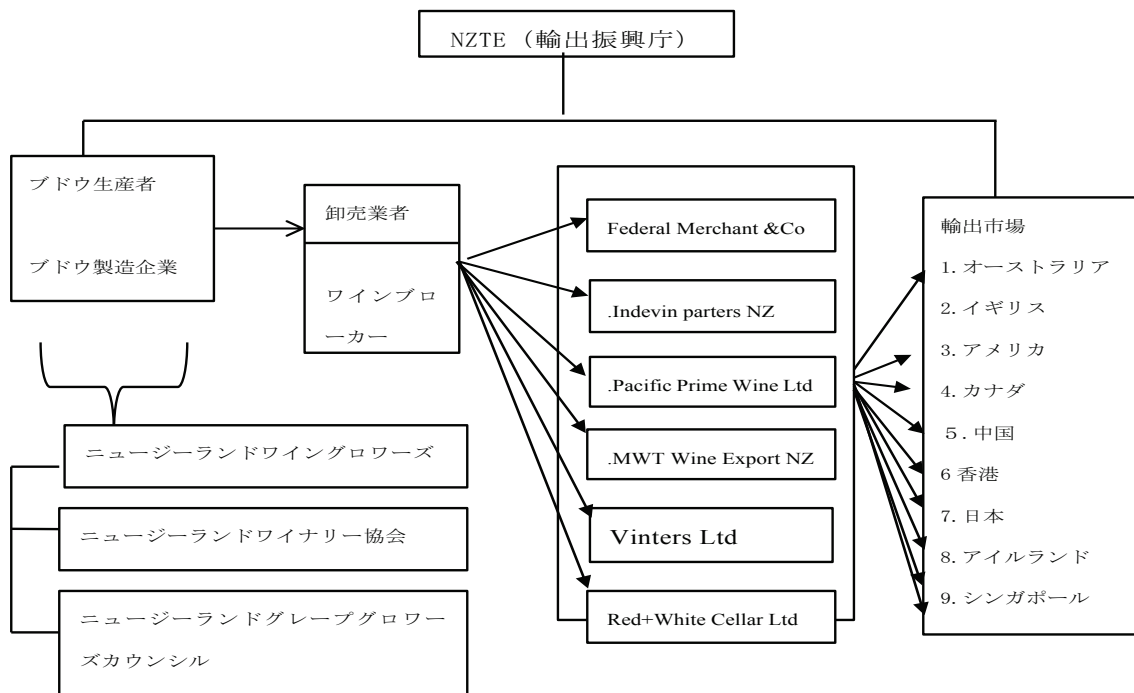 NZTE（輸出振興庁）
ブドウ生産者
ブドウ製造企業
卸売業者
ワインブロ
ーカー
Federal Merchant &Co
.Indevin parters NZ
.Pacific Prime Wine Ltd
.MWT Wine Export NZ
Vinters Ltd
Red+White Cellar Ltd
輸出市場
1.オーストラリア
2.イギリス
3.アメリカ
4.カナダ
５.中国
6 香港
7.日本
8.アイルランド
9.シンガポール
ニュージーランドワイングロワーズ
ニュージーランドワイナリー協会
ニュージーランドグレープグロワー
ズカウンシル